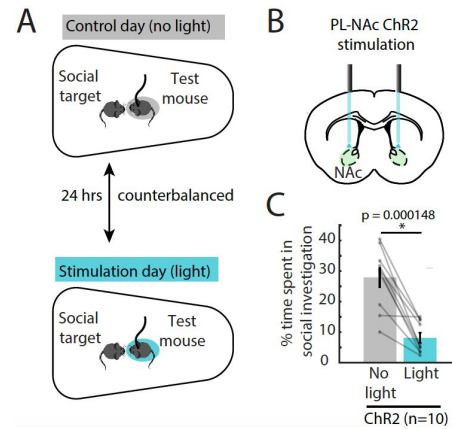 A
Control day (no light)
Social
target
Test
mouse
24 hrs
counterbalanced
Stimulation day (light)
Social
target
Test
mouse
B
PL-NAc ChR2
stimulation
NAc
C
p = 0.000148
*
% time spent in
social investigation
40
30
20
10
0
No
light
Light
ChR2 (n=10)